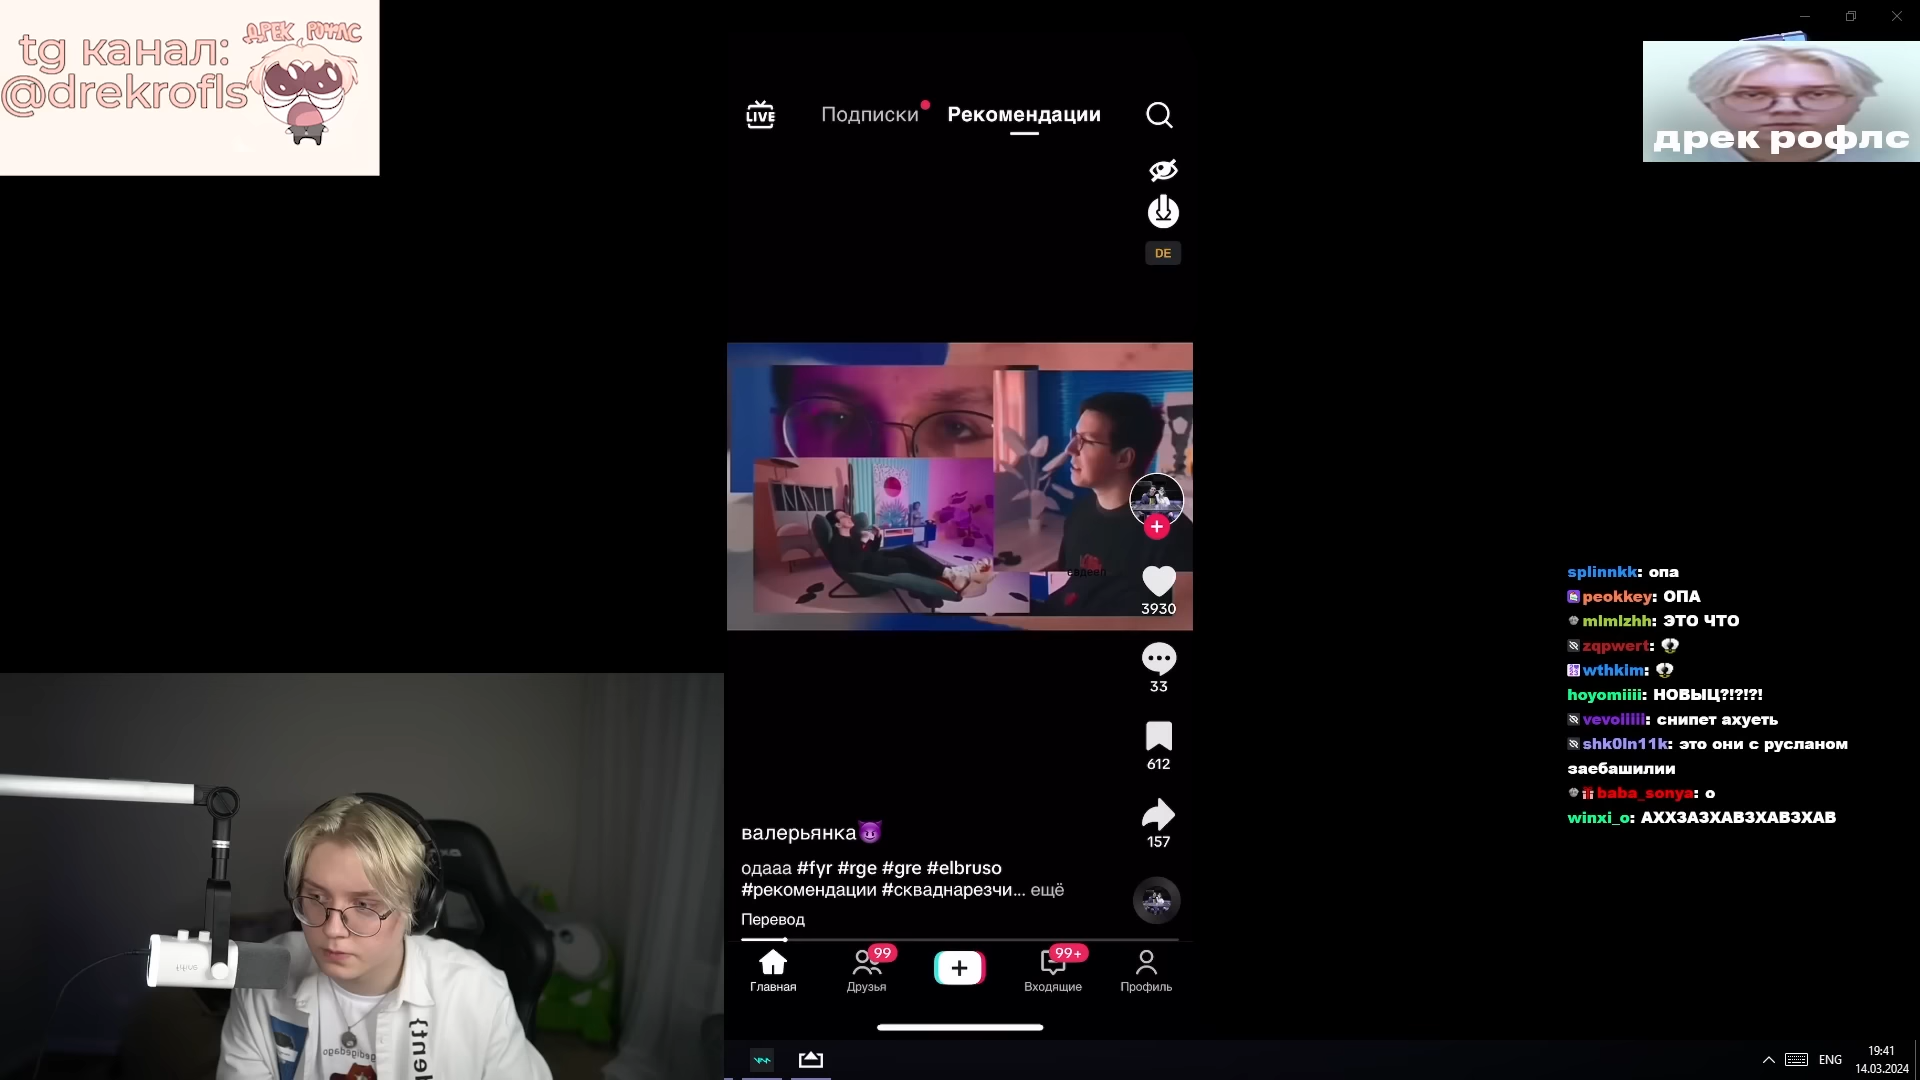 tg канал:
@drekrofls
ДРЕК РОФЛС
дрек рофлс
LIVE
Подписки
Рекомендации
DE
евдеел
3930
33
612
157
валерьянка😈
одааа #fyr #rge #gre #elbruso
#рекомендации #скваднарезчи... ещё
Перевод
99
99+
Главная
Друзья
Входящие
Профиль
splinnkk: опа
peokkey: ОПА
mlmlzhh: ЭТО ЧТО
zqpwert:
wthkim:
hoyomiiii: НОВЫЦ?!?!?!
vevoiiiii: снипет ахуеть
shk0ln11k: это они с русланом
заебашилии
baba_sonya: о
winxi_o: АХХЗАЗХАВЗХАВЗХАВ
fifine
ENG
19:41
14.03.2024